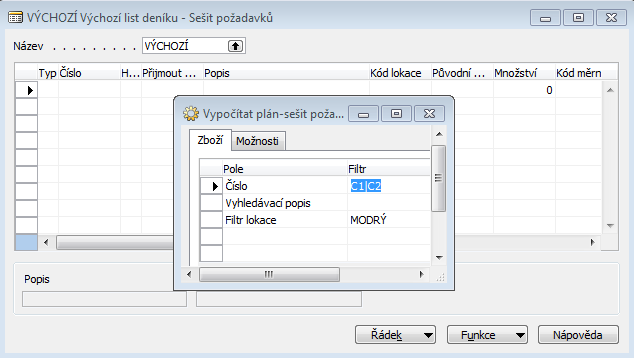 VÝCHOZÍ Výchozí list deníku - Sešit požadavků
Název . . . . . . . . . VÝCHOZÍ
Typ Číslo H... Přijmout ... Popis Kód lokace Původní ... Množství Kód měrn
0
Vypočítat plán-sešit poža...
Zboží Možnosti
Pole Filtr
Číslo C1|C2
Vyhledávací popis
Filtr lokace MODRÝ
Popis
Řádek Funkce Nápověda